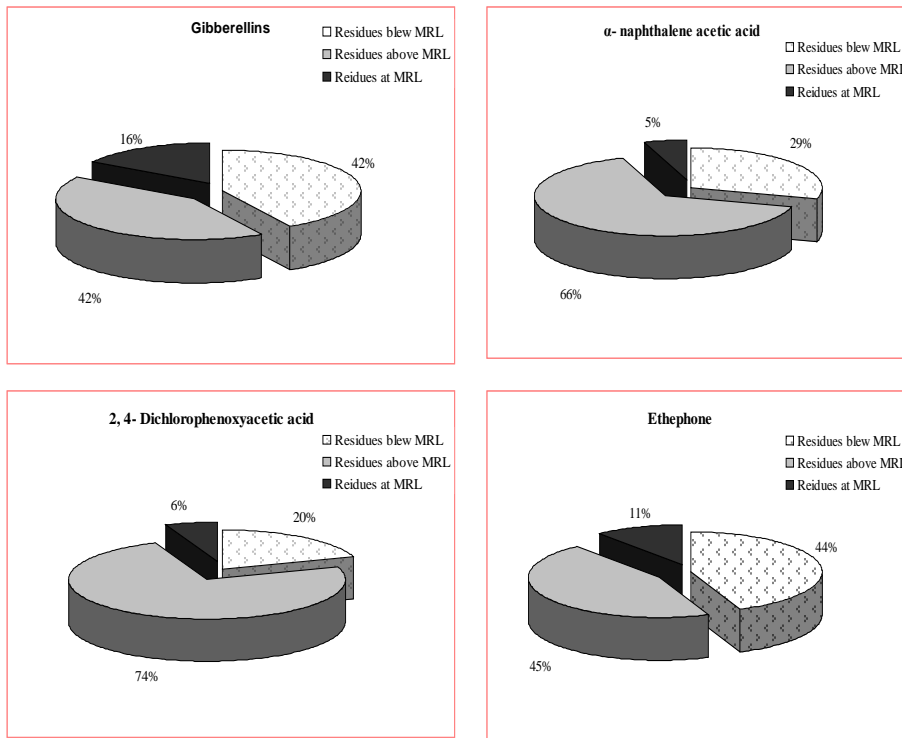 Gibberellins
Residues blew MRL
Residues above MRL
Reidues at MRL
16%
42%
42%
α- naphthalene acetic acid
Residues blew MRL
Residues above MRL
Reidues at MRL
5%
29%
66%
2, 4- Dichlorophenoxyacetic acid
Residues blew MRL
Residues above MRL
Reidues at MRL
6%
20%
74%
Ethephone
Residues blew MRL
Residues above MRL
Reidues at MRL
11%
44%
45%